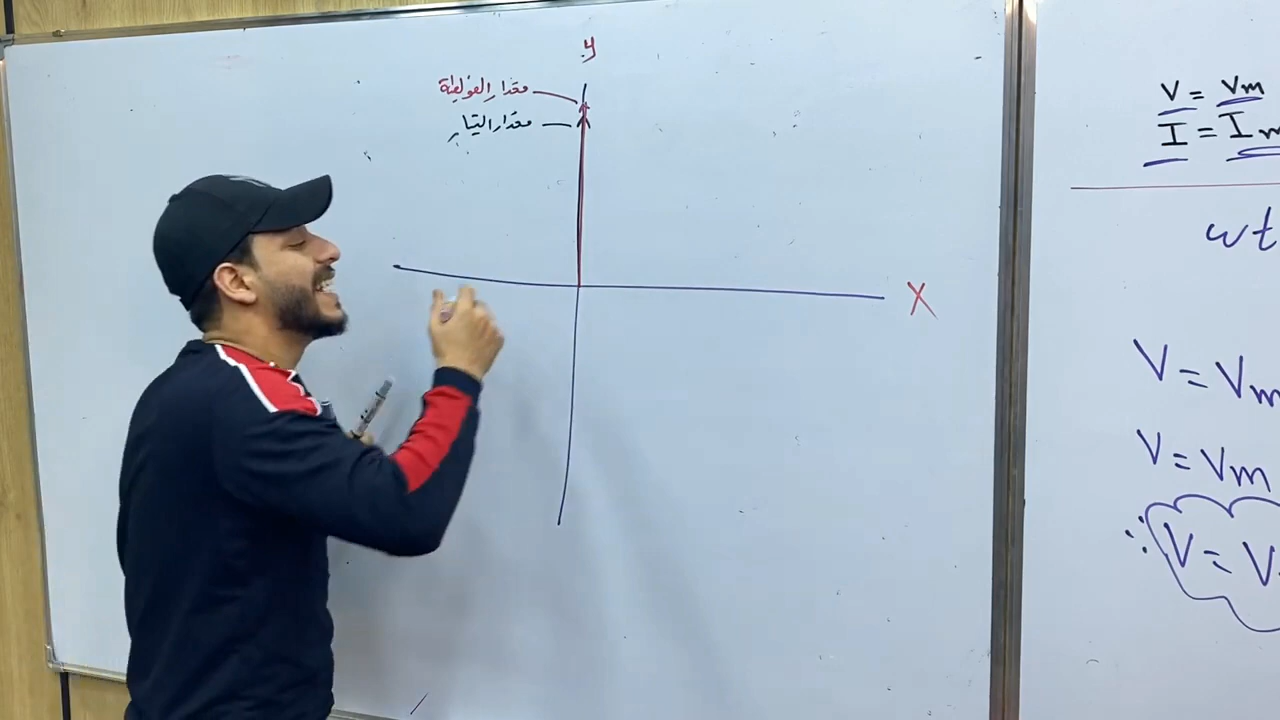 y
مقدار الفولطية
مقدار التيار
X
V = Vm
I = Im
wt
V = Vm
V = Vm
∴ V = V